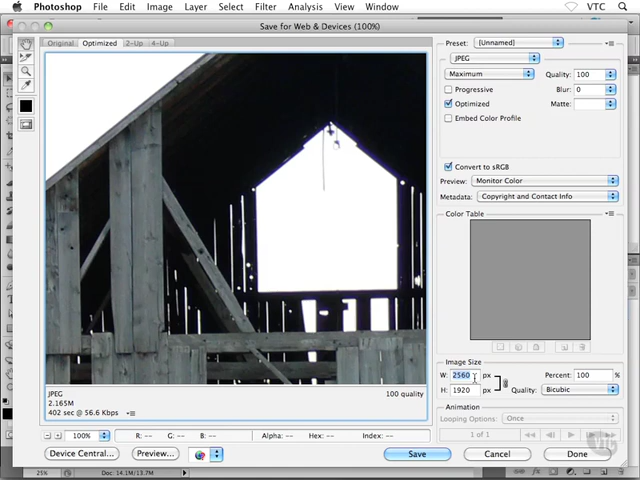 Photoshop File Edit Image Layer Select Filter Analysis View Window VTC
Save for Web & Devices (100%)
Original Optimized 2-Up 4-Up
Preset: [Unnamed]
JPEG
Maximum Quality: 100
Progressive Blur: 0
Optimized Matte:
Embed Color Profile
Convert to sRGB
Preview: Monitor Color
Metadata: Copyright and Contact Info
Color Table
Image Size
W: 2560 px Percent: 100 %
H: 1920 px Quality: Bicubic
Animation
Looping Options: Once
1 of 1
JPEG 100 quality
2.165M
402 sec @ 56.6 Kbps
100% R: -- G: -- B: -- Alpha: -- Hex: -- Index: --
Device Central... Preview... Save Cancel Done
25% Doc: 14.1M/13.7M